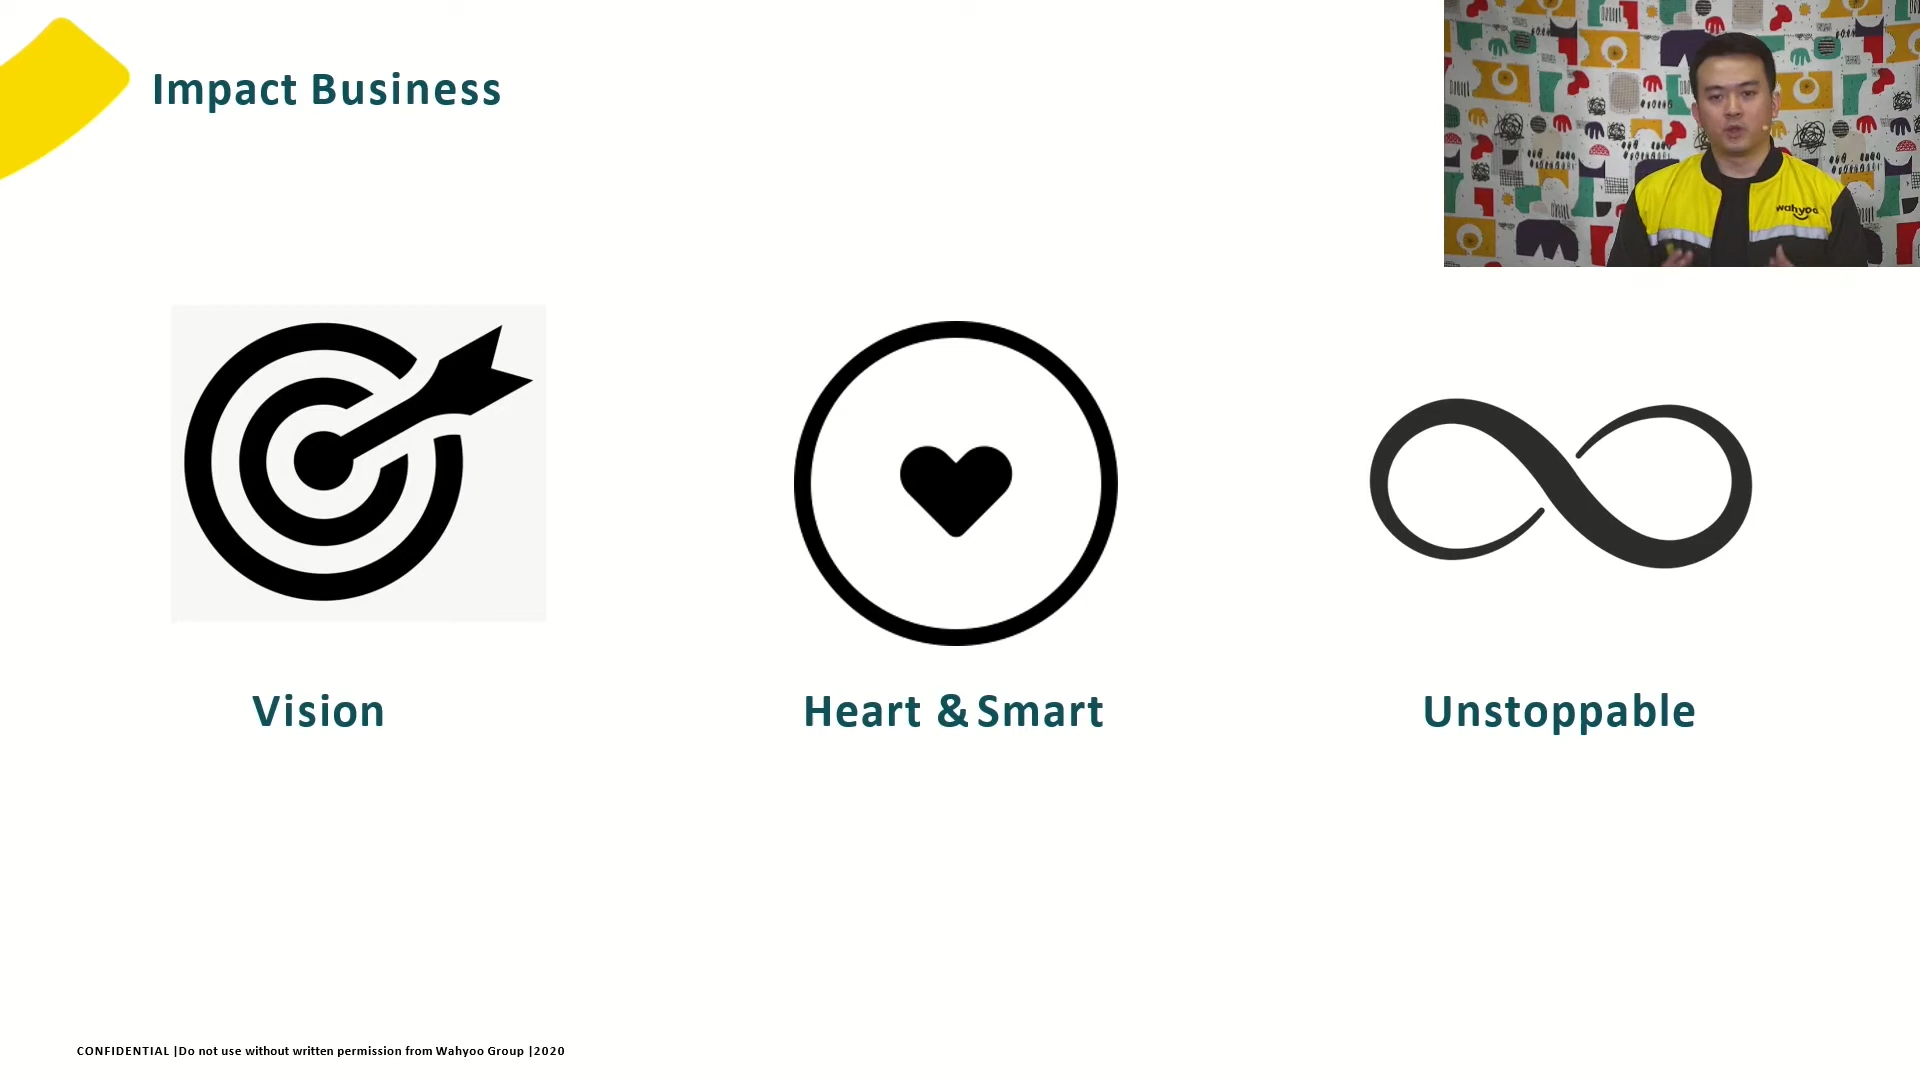 Impact Business
wahyoo
Vision
Heart & Smart
Unstoppable
CONFIDENTIAL |Do not use without written permission from Wahyoo Group |2020